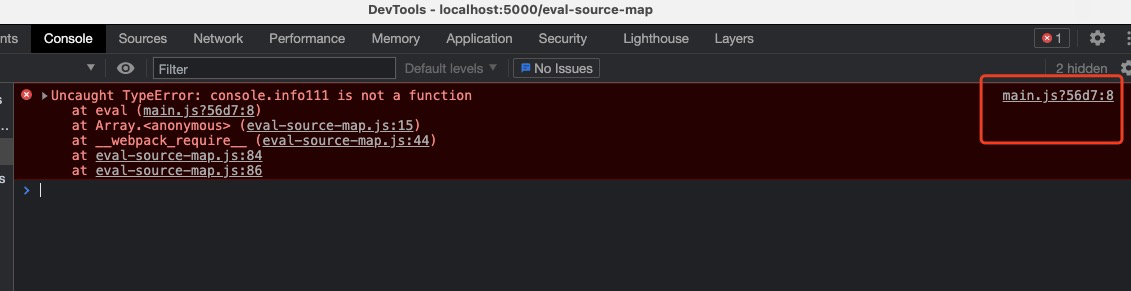 DevTools - localhost:5000/eval-source-map
nts Console Sources Network Performance Memory Application Security Lighthouse Layers 1
Filter Default levels ▼ No Issues 2 hidden
Uncaught TypeError: console.info111 is not a function main.js?56d7:8
at eval (main.js?56d7:8)
at Array.<anonymous> (eval-source-map.js:15)
at __webpack_require__ (eval-source-map.js:44)
at eval-source-map.js:84
at eval-source-map.js:86